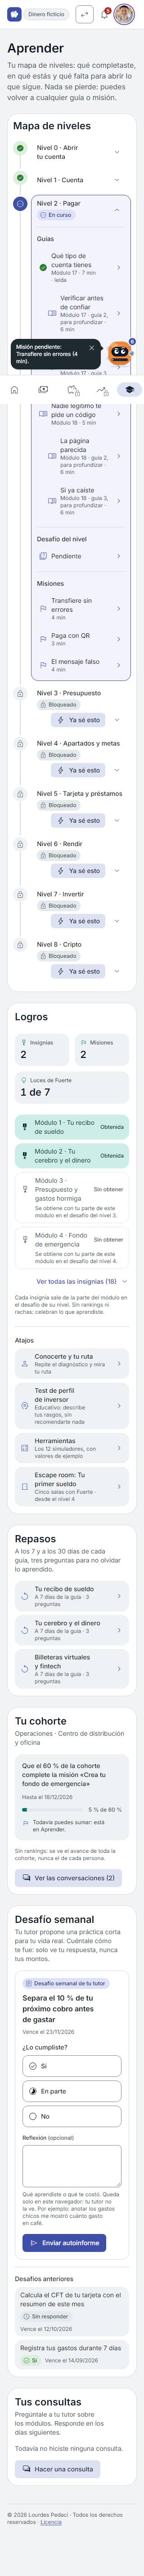 Dinero ficticio
5
Aprender
Tu mapa de niveles: qué completaste,
en qué estás y qué te falta para abrir lo
que sigue. Nada se pierde: puedes
volver a cualquier guía o misión.
Mapa de niveles
Nivel 0 · Abrir
tu cuenta
Nivel 1 · Cuenta
Nivel 2 · Pagar
En curso
Guías
Qué tipo de
cuenta tienes
Módulo 17 · 7 min
· leída
Verificar antes
de confiar
Módulo 17 · guía 2,
para profundizar ·
6 min
Misión pendiente:
Transfiere sin errores (4
min).
6
Módulo 17 · guía 3,
Nadie legítimo te
pide un código
Módulo 18 · 5 min
La página
parecida
Módulo 18 · guía 2,
para profundizar ·
6 min
Si ya caíste
Módulo 18 · guía 3,
para profundizar ·
6 min
Desafío del nivel
Pendiente
Misiones
Transfiere sin
errores
4 min
Paga con QR
3 min
El mensaje falso
4 min
Nivel 3 · Presupuesto
Bloqueado
Ya sé esto
Nivel 4 · Apartados y metas
Bloqueado
Ya sé esto
Nivel 5 · Tarjeta y préstamos
Bloqueado
Ya sé esto
Nivel 6 · Rendir
Bloqueado
Ya sé esto
Nivel 7 · Invertir
Bloqueado
Ya sé esto
Nivel 8 · Cripto
Bloqueado
Ya sé esto
Logros
Insignias
2
Misiones
2
Luces de Fuerte
1 de 7
Módulo 1 · Tu recibo
de sueldo
Obtenida
Módulo 2 · Tu
cerebro y el dinero
Obtenida
Módulo 3 ·
Presupuesto y
gastos hormiga
Sin obtener
Se obtiene con tu parte de este
módulo en el desafío del nivel 3.
Módulo 4 · Fondo
de emergencia
Sin obtener
Se obtiene con tu parte de este
módulo en el desafío del nivel 4.
Ver todas las insignias (18)
Cada insignia sale de la parte del módulo en
el desafío de su nivel. Sin rankings ni
rachas: celebran lo que aprendiste.
Atajos
Conocerte y tu ruta
Repite el diagnóstico y mira
tu ruta
Test de perfil
de inversor
Educativo: describe
tus rasgos, sin
recomendarte nada
Herramientas
Los 12 simuladores, con
valores de ejemplo
Escape room: Tu
primer sueldo
Cinco salas con Fuerte ·
desde el nivel 4
Repasos
A los 7 y a los 30 días de cada
guía, tres preguntas para no olvidar
lo aprendido.
Tu recibo de sueldo
A 7 días de la guía · 3
preguntas
Tu cerebro y el dinero
A 7 días de la guía · 3
preguntas
Billeteras virtuales
y fintech
A 7 días de la guía · 3
preguntas
Tu cohorte
Operaciones · Centro de distribución
y oficina
Que el 60 % de la cohorte
complete la misión «Crea tu
fondo de emergencia»
Hasta el 18/12/2026
5 % de 60 %
Todavía puedes sumar: está
en Aprender.
Sin rankings: se ve el avance de toda la
cohorte, nunca el de cada persona.
Ver las conversaciones (2)
Desafío semanal
Tu tutor propone una práctica corta
para tu vida real. Cuéntale cómo
te fue: solo ve tu respuesta, nunca
tus montos.
Desafío semanal de tu tutor
Separa el 10 % de tu
próximo cobro antes
de gastar
Vence el 23/11/2026
¿Lo cumpliste?
Sí
En parte
No
Reflexión (opcional)
Qué aprendiste o qué te costó. Queda
solo en este navegador: tu tutor no
la ve. Por ejemplo: anotar los gastos
chicos me mostró cuánto gasto
en café.
Enviar autoinforme
Desafíos anteriores
Calcula el CFT de tu tarjeta con el
resumen de este mes
Sin responder
Vence el 12/10/2026
Registra tus gastos durante 7 días
Sí
Vence el 14/09/2026
Tus consultas
Pregúntale a tu tutor sobre
los módulos. Responde en los
días siguientes.
Todavía no hiciste ninguna consulta.
Hacer una consulta
© 2026 Lourdes Pedaci · Todos los derechos
reservados · Licencia